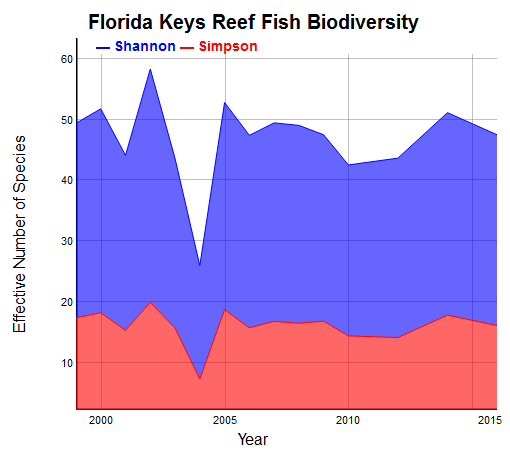 Florida Keys Reef Fish Biodiversity
— Shannon — Simpson
60
50
40
30
20
10
Effective Number of Species
2000 2005 2010 2015
Year